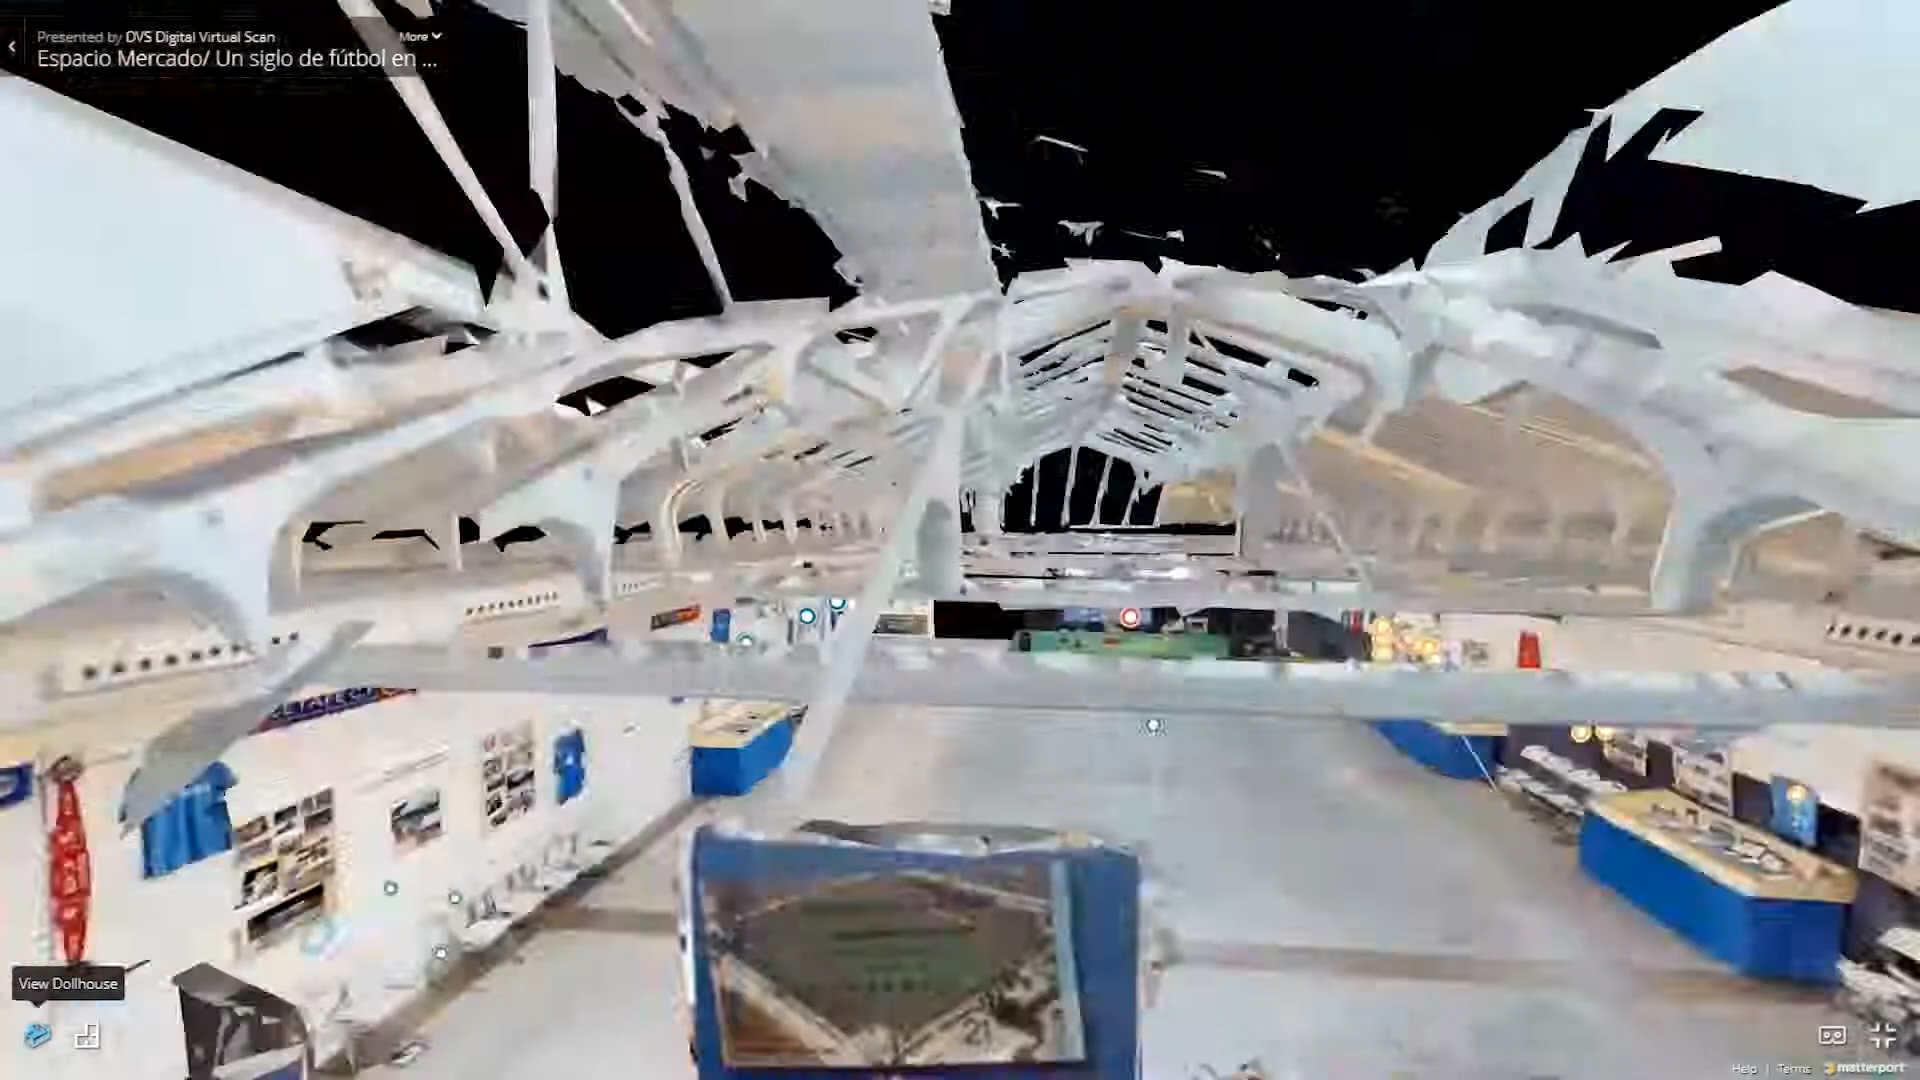 Presented by DVS Digital Virtual Scan
More
Espacio Mercado/ Un siglo de fútbol en ...
View Dollhouse
Help | Terms
matterport